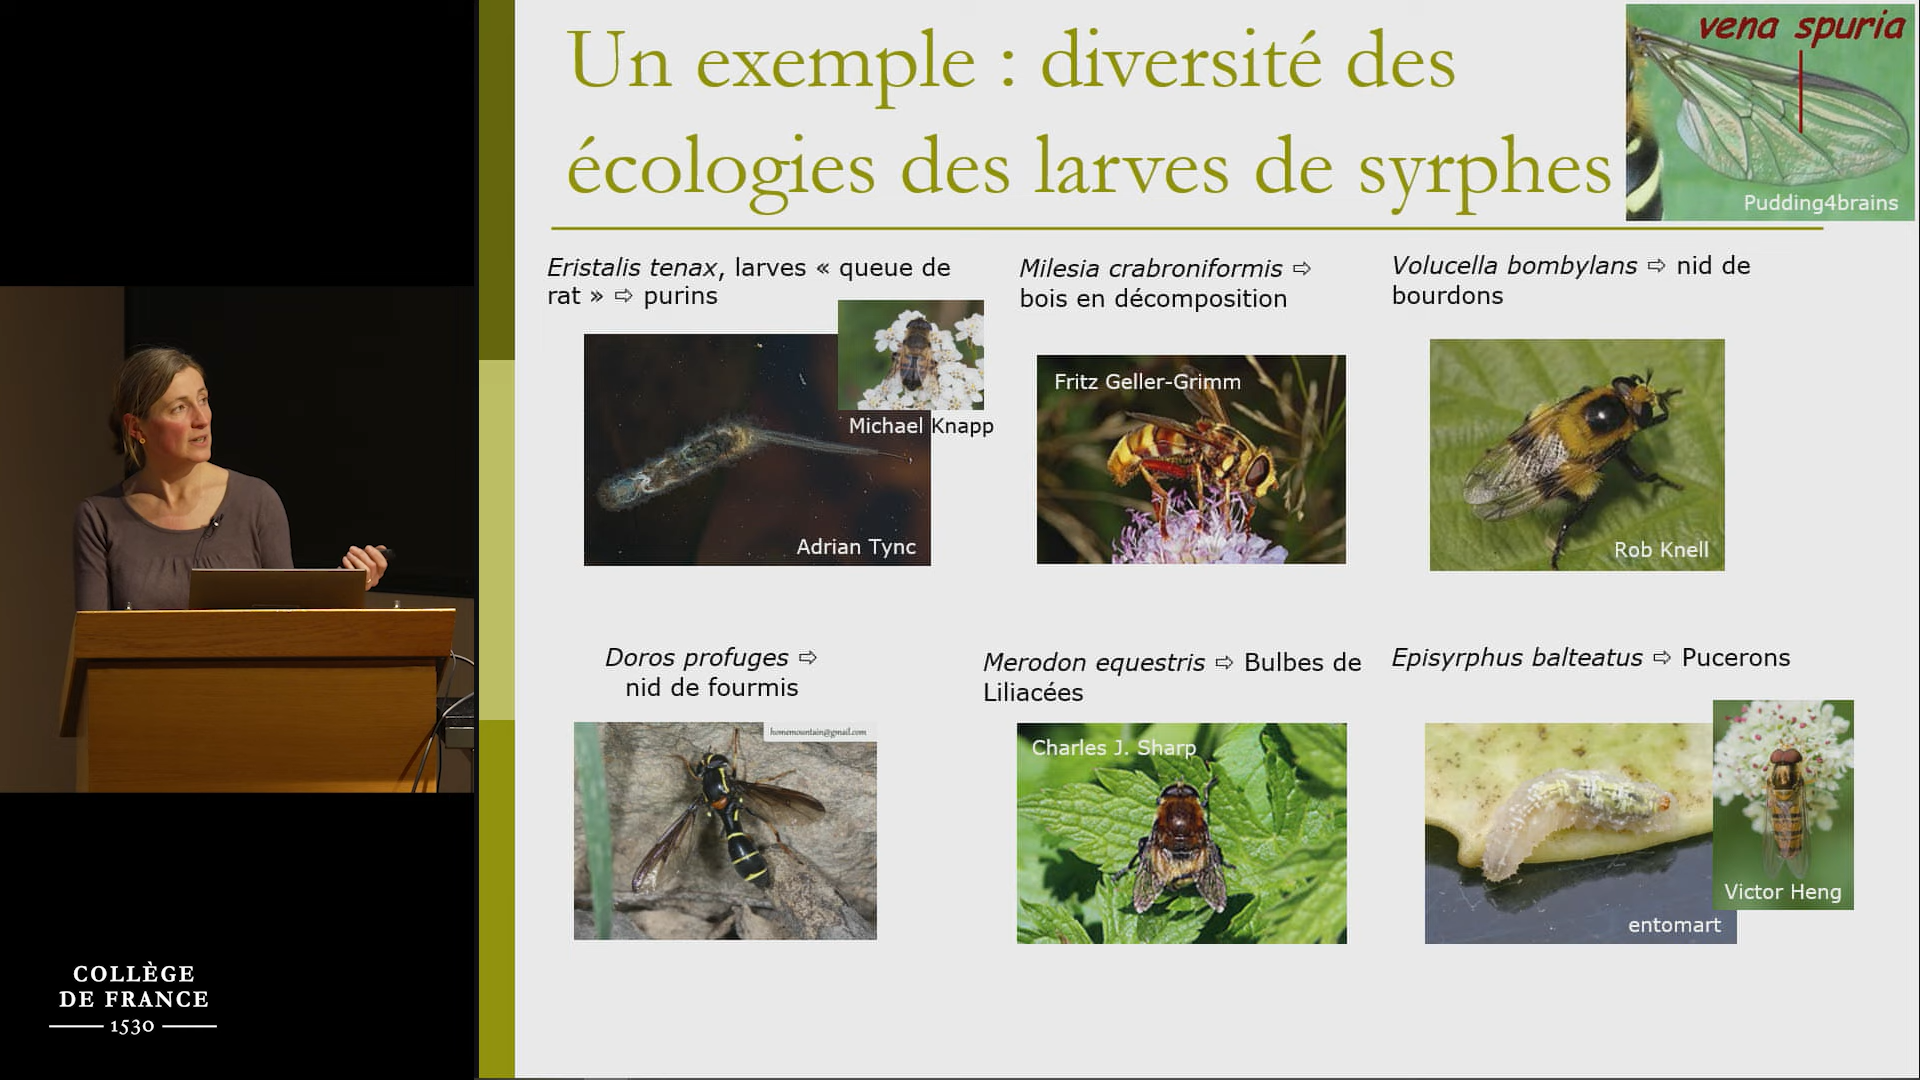 Un exemple : diversité des
écologies des larves de syrphes
vena spuria
Pudding4brains
Eristalis tenax, larves « queue de
rat » ⇨ purins
Michael Knapp
Adrian Tync
Milesia crabroniformis ⇨
bois en décomposition
Fritz Geller-Grimm
Volucella bombylans ⇨ nid de
bourdons
Rob Knell
Doros profuges ⇨
nid de fourmis
homemountain@gmail.com
Merodon equestris ⇨ Bulbes de
Liliacées
Charles J. Sharp
Episyrphus balteatus ⇨ Pucerons
Victor Heng
entomart
COLLÈGE
DE FRANCE
1530